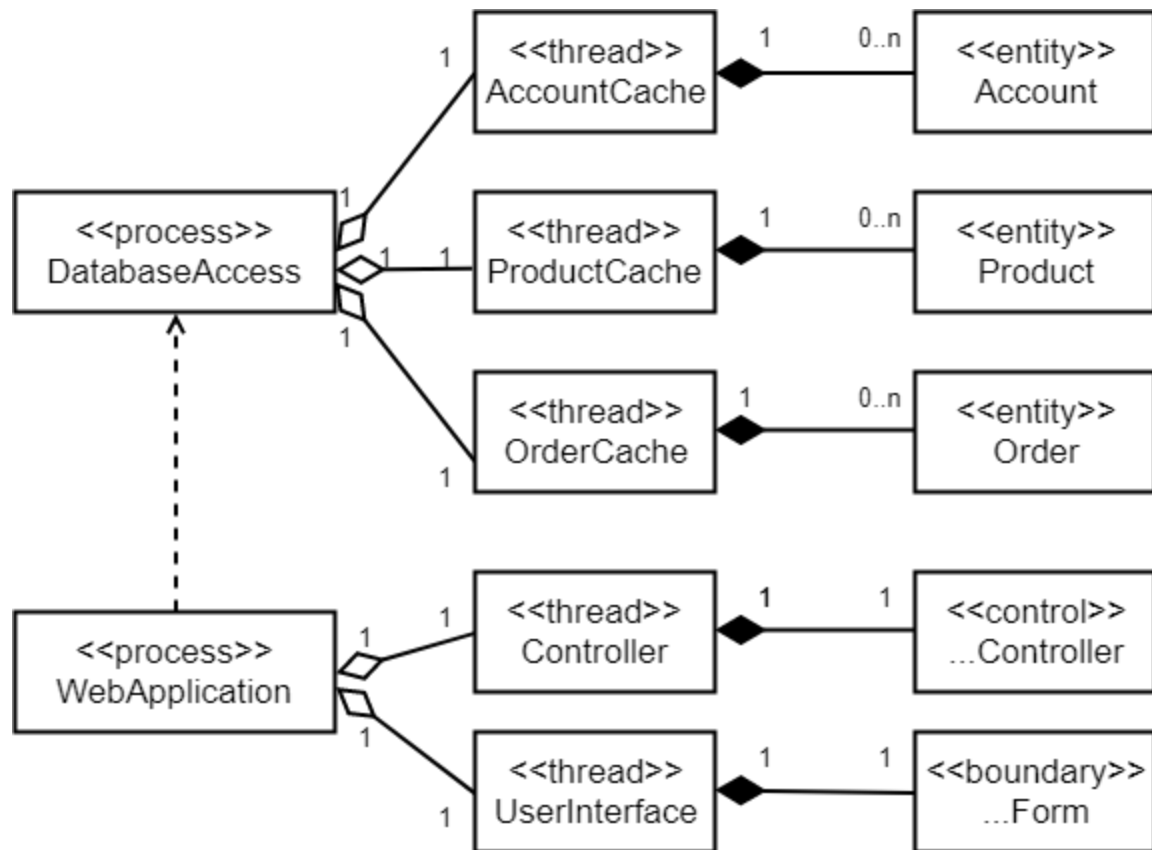 1
<<thread>>
AccountCache
1
0..n
<<entity>>
Account
<<process>>
DatabaseAccess
1
1
1
1
<<thread>>
ProductCache
1
0..n
<<entity>>
Product
<<thread>>
OrderCache
1
1
0..n
<<entity>>
Order
<<process>>
WebApplication
1
1
<<thread>>
Controller
1
1
<<control>>
...Controller
1
1
<<thread>>
UserInterface
1
1
<<boundary>>
...Form